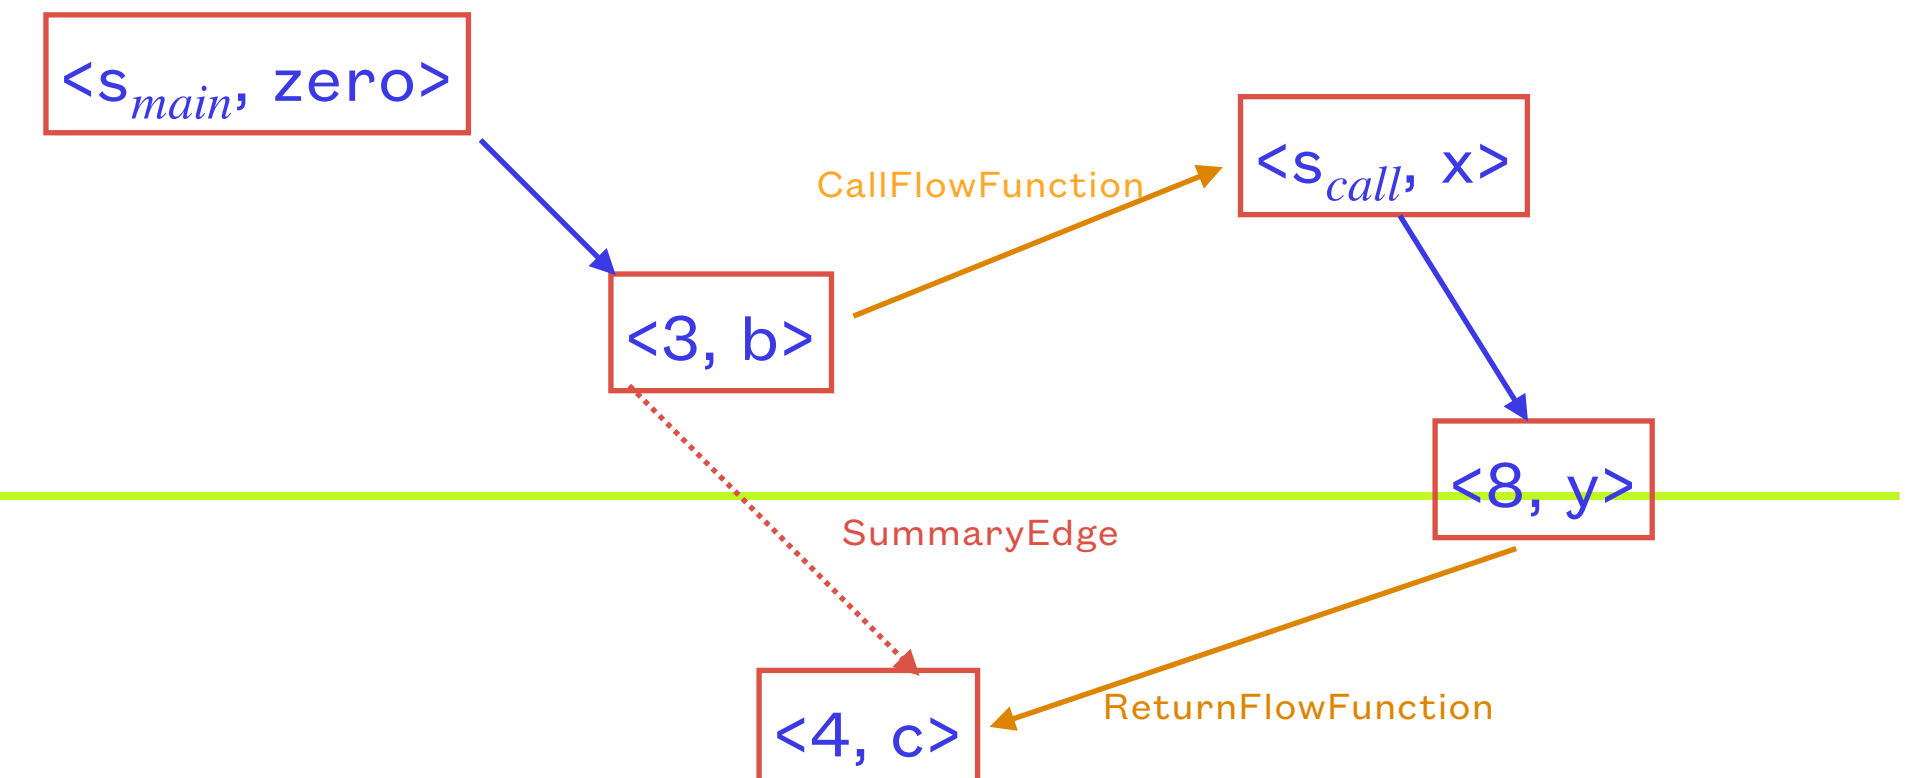 <s_main, zero>
CallFlowFunction
<s_call, x>
<3, b>
<8, y>
SummaryEdge
ReturnFlowFunction
<4, c>